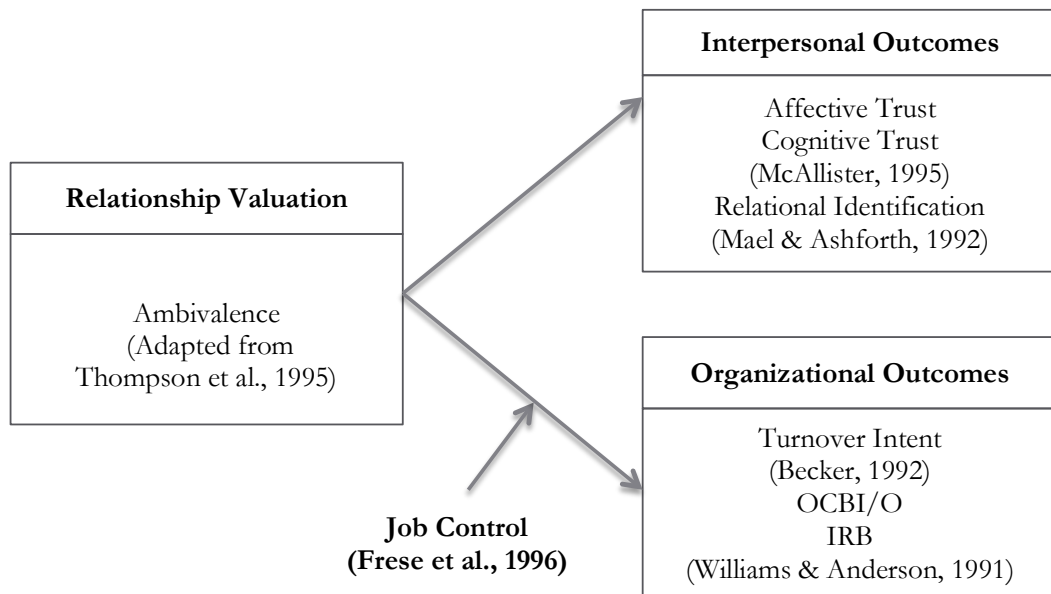 Relationship Valuation
Ambivalence
(Adapted from
Thompson et al., 1995)
Interpersonal Outcomes
Affective Trust
Cognitive Trust
(McAllister, 1995)
Relational Identification
(Mael & Ashforth, 1992)
Organizational Outcomes
Turnover Intent
(Becker, 1992)
OCBI/O
IRB
(Williams & Anderson, 1991)
Job Control
(Frese et al., 1996)